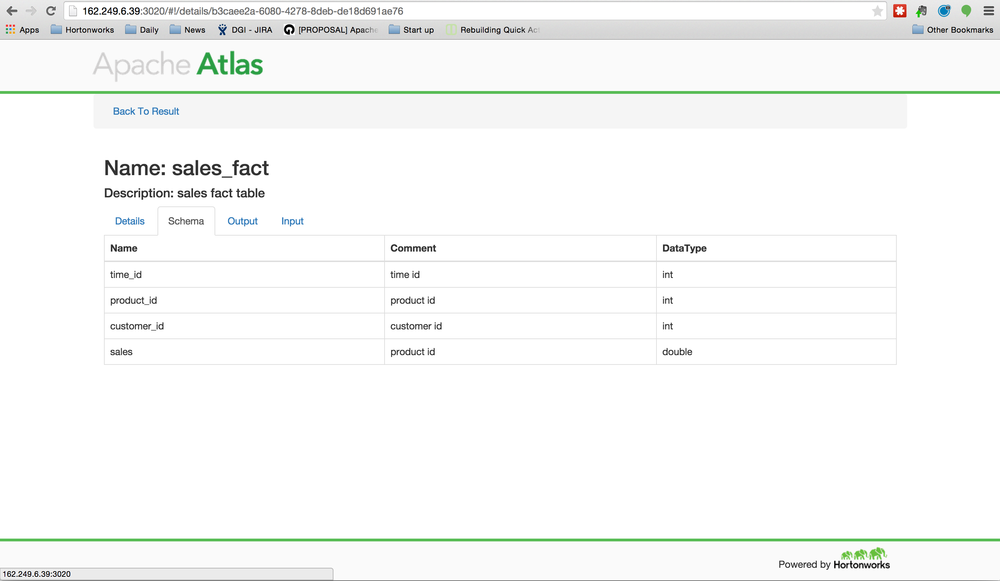 162.249.6.39:3020/#!/details/b3caee2a-6080-4278-8deb-de18d691ae76
Apps Hortonworks Daily News DGI - JIRA [PROPOSAL] Apache Start up Rebuilding Quick Act Other Bookmarks
Apache Atlas
Back To Result
Name: sales_fact
Description: sales fact table
Details Schema Output Input
Name Comment DataType
time_id time id int
product_id product id int
customer_id customer id int
sales product id double
Powered by Hortonworks
162.249.6.39:3020